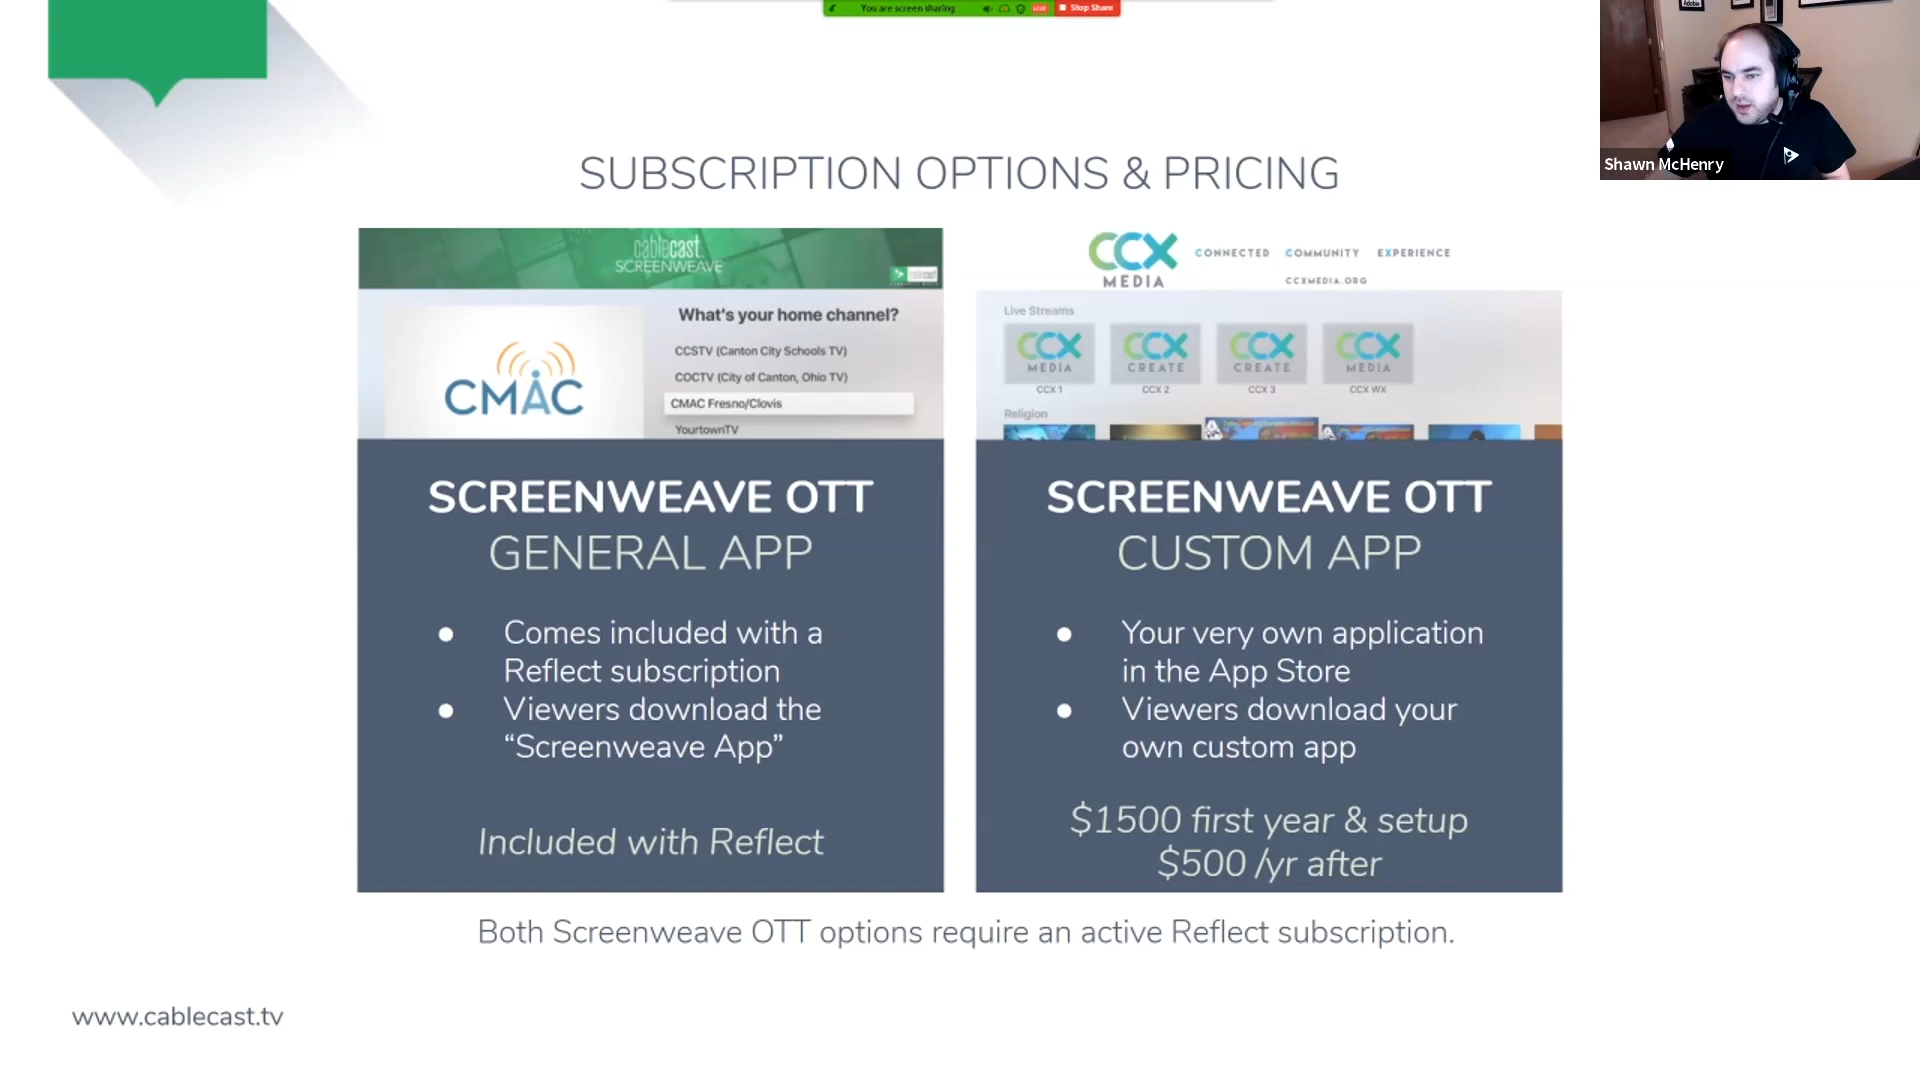 You are screen sharing
LIVE
Stop Share
Adobe
Shawn McHenry
SUBSCRIPTION OPTIONS & PRICING
cablecast
SCREENWEAVE
What's your home channel?
CCSTV (Canton City Schools TV)
COCTV (City of Canton, Ohio TV)
CMAC Fresno/Clovis
YourtownTV
CMAC
SCREENWEAVE OTT
GENERAL APP
● Comes included with a
Reflect subscription
● Viewers download the
“Screenweave App”
Included with Reflect
CCX
MEDIA
CONNECTED COMMUNITY EXPERIENCE
CCXMEDIA.ORG
Live Streams
CCX
MEDIA
CCX 1
CCX
CREATE
CCX 2
CCX
CREATE
CCX 3
CCX
MEDIA
CCX WX
Religion
SCREENWEAVE OTT
CUSTOM APP
● Your very own application
in the App Store
● Viewers download your
own custom app
$1500 first year & setup
$500 /yr after
Both Screenweave OTT options require an active Reflect subscription.
www.cablecast.tv